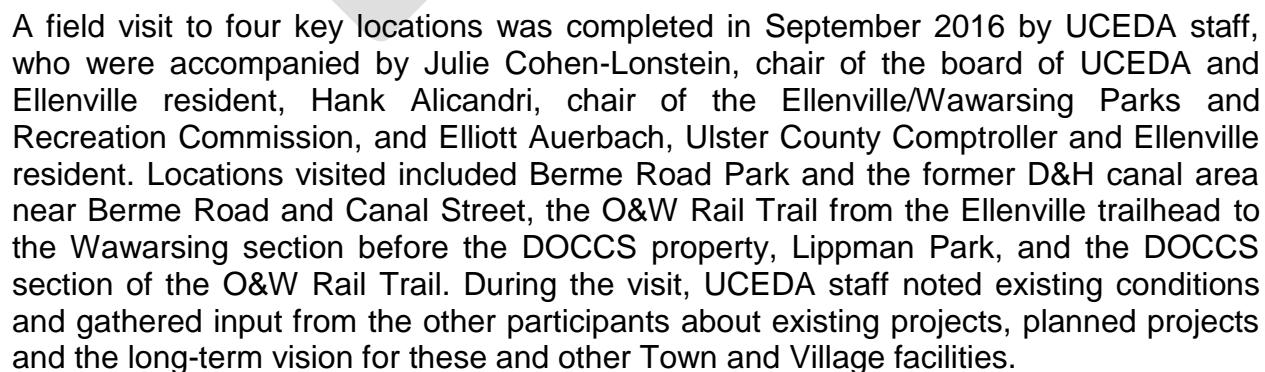 A field visit to four key locations was completed in September 2016 by UCEDA staff,
who were accompanied by Julie Cohen-Lonstein, chair of the board of UCEDA and
Ellenville resident, Hank Alicandri, chair of the Ellenville/Wawarsing Parks and
Recreation Commission, and Elliott Auerbach, Ulster County Comptroller and Ellenville
resident. Locations visited included Berme Road Park and the former D&H canal area
near Berme Road and Canal Street, the O&W Rail Trail from the Ellenville trailhead to
the Wawarsing section before the DOCCS property, Lippman Park, and the DOCCS
section of the O&W Rail Trail. During the visit, UCEDA staff noted existing conditions
and gathered input from the other participants about existing projects, planned projects
and the long-term vision for these and other Town and Village facilities.